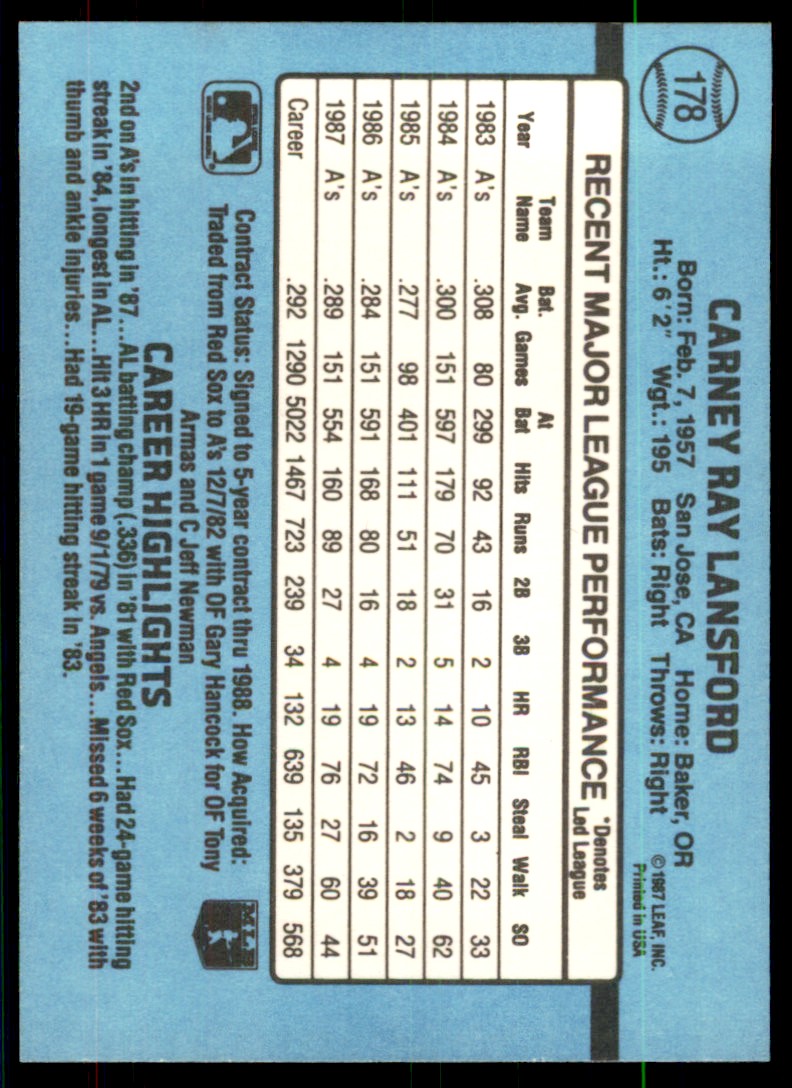 178
CARNEY RAY LANSFORD
Born: Feb. 7, 1957 San Jose, CA Home: Baker, OR
Ht.: 6'2" Wgt.: 195 Bats: Right Throws: Right
©1987 LEAF, INC.
Printed in USA
RECENT MAJOR LEAGUE PERFORMANCE *Denotes Led League
Year Team Name Bat. Avg. Games At Bat Hits Runs 2B 3B HR RBI Steal Walk SO
1983 A's .308 80 299 92 43 16 2 10 45 3 22 33
1984 A's .300 151 597 179 70 31 5 14 74 9 40 62
1985 A's .277 98 401 111 51 18 2 13 46 2 18 27
1986 A's .284 151 591 168 80 16 4 19 72 16 39 51
1987 A's .289 151 554 160 89 27 4 19 76 27 60 44
Career .292 1290 5022 1467 723 239 34 132 639 135 379 568
Contract Status: Signed to 5-year contract thru 1988. How Acquired:
Traded from Red Sox to A's 12/7/82 with OF Gary Hancock for OF Tony
Armas and C Jeff Newman
MLB
CAREER HIGHLIGHTS
2nd on A's in hitting in '87...AL batting champ (.336) in '81 with Red Sox...Had 24-game hitting
streak in '84, longest in AL...Hit 3 HR in 1 game 9/1/79 vs. Angels...Missed 6 weeks of '83 with
thumb and ankle injuries...Had 19-game hitting streak in '83.